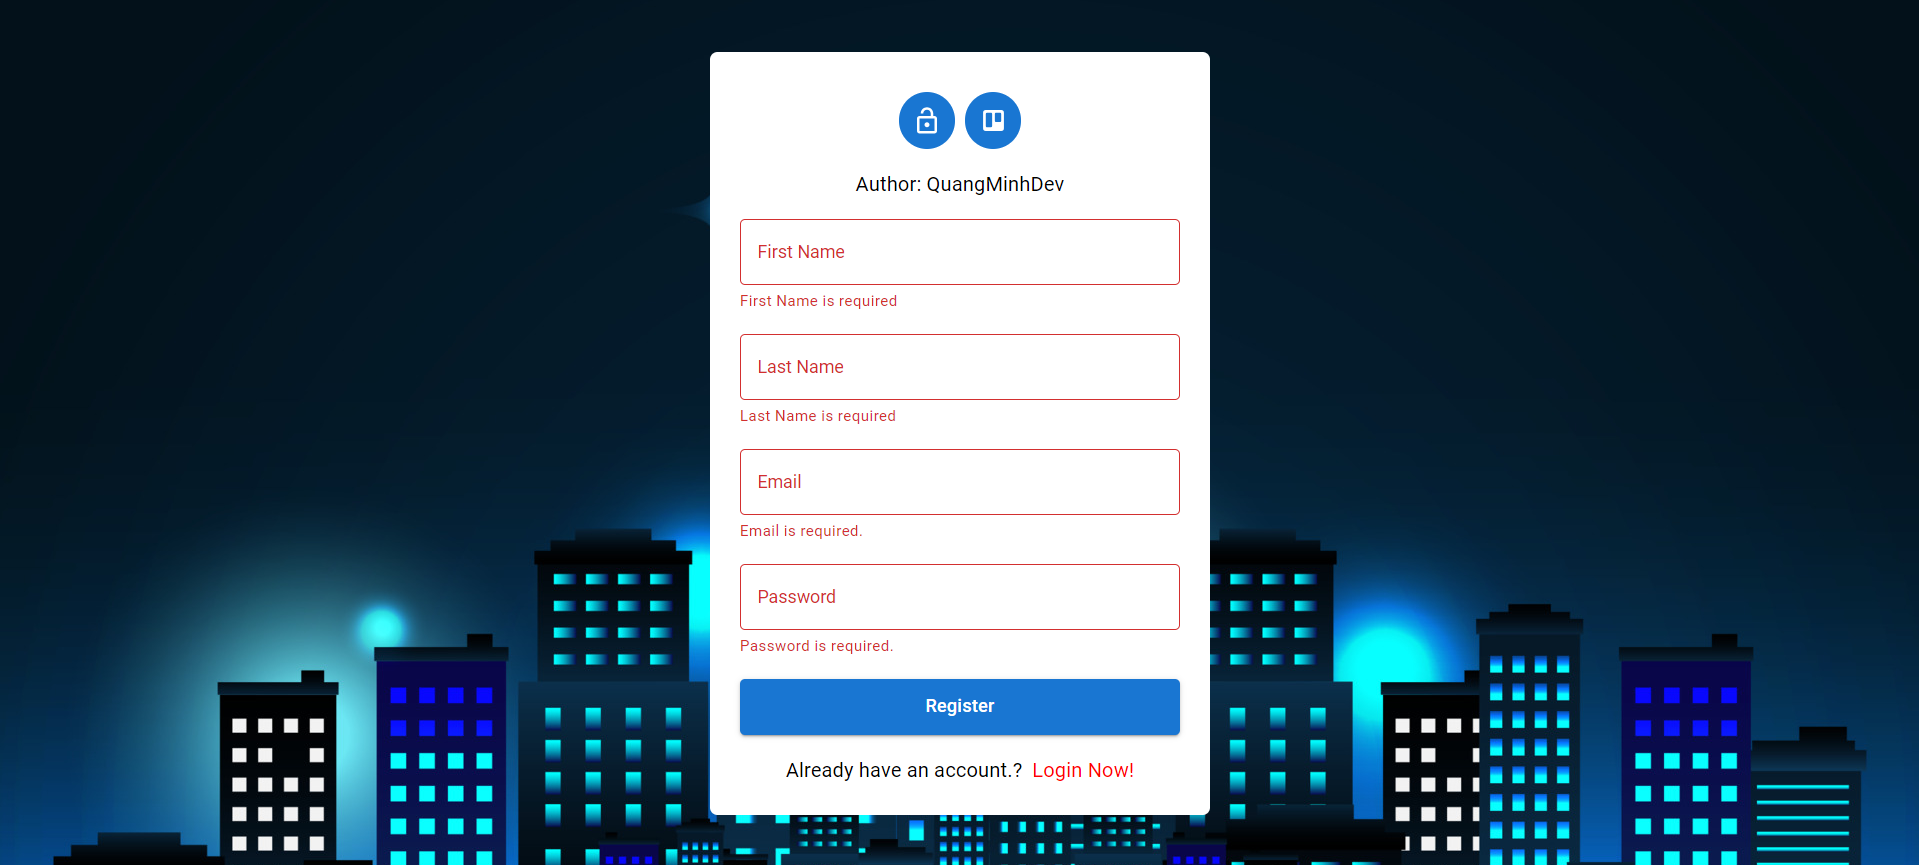 Author: QuangMinhDev
First Name
First Name is required
Last Name
Last Name is required
Email
Email is required.
Password
Password is required.
Register
Already have an account.? Login Now!